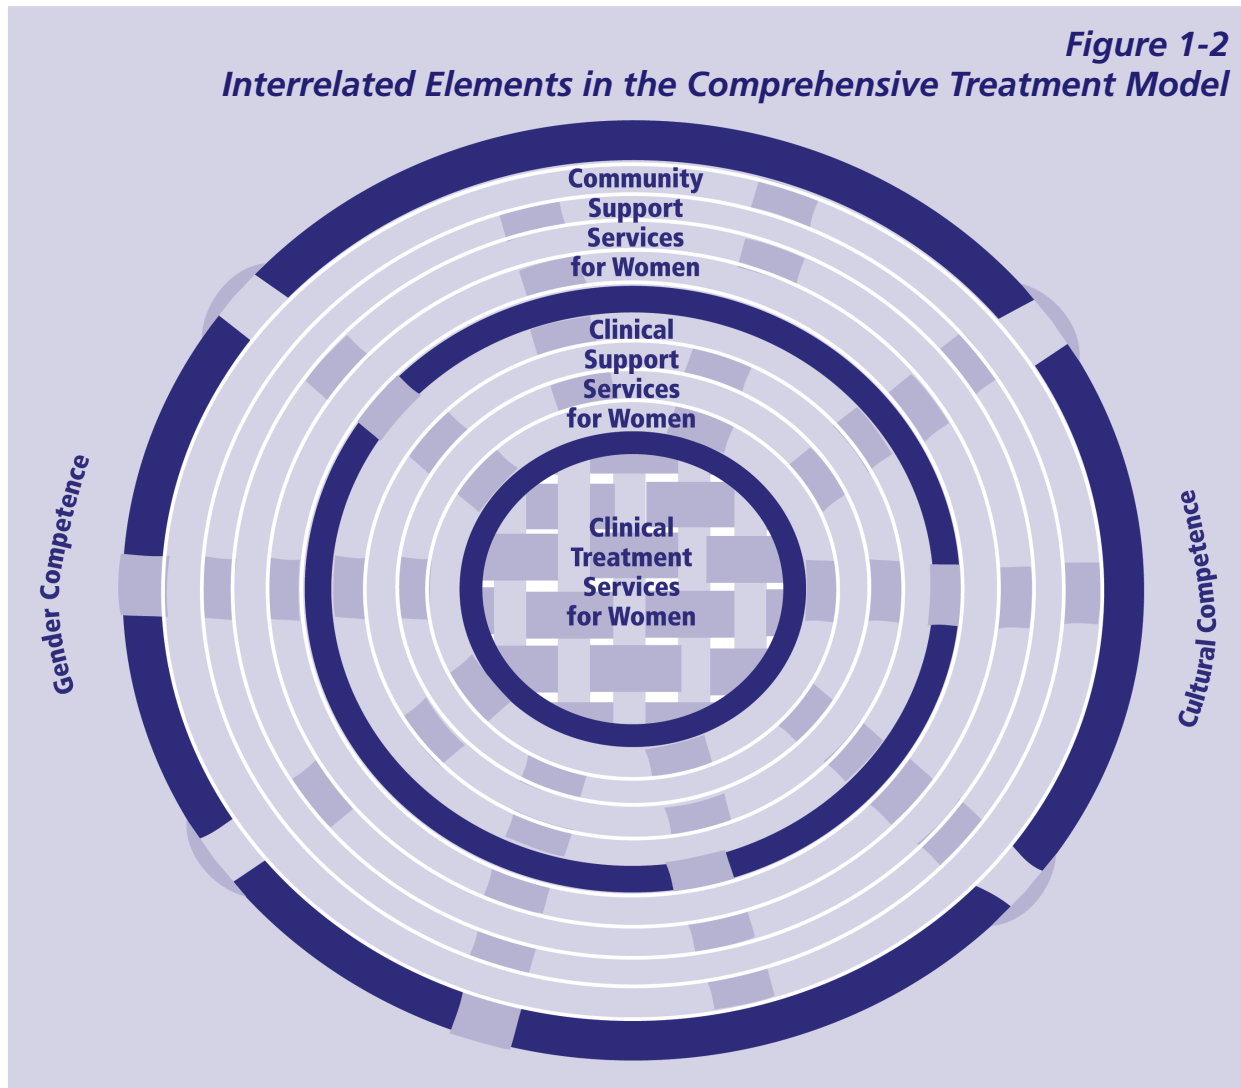 Figure 1-2
Interrelated Elements in the Comprehensive Treatment Model
Community
Support
Services
for Women
Clinical
Support
Services
for Women
Clinical
Treatment
Services
for Women
Gender Competence
Cultural Competence